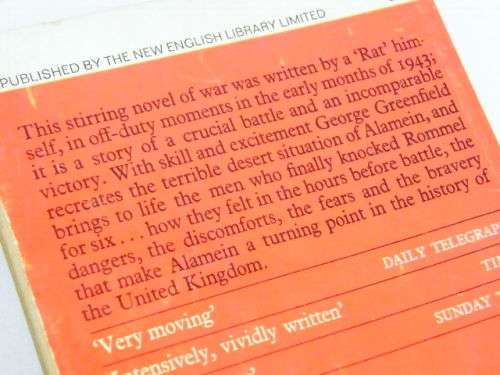 PUBLISHED BY THE NEW ENGLISH LIBRARY LIMITED
This stirring novel of war was written by a 'Rat' him-
self, in off-duty moments in the early months of 1943;
it is a story of a crucial battle and an incomparable
victory. With skill and excitement George Greenfield
recreates the terrible desert situation of Alamein, and
brings to life the men who finally knocked Rommel
for six . . . how they felt in the hours before battle, the
dangers, the discomforts, the fears and the bravery
that make Alamein a turning point in the history of
the United Kingdom.
DAILY TELEGRAP
'Very moving'
'Intensively, vividly written'
SUNDAY